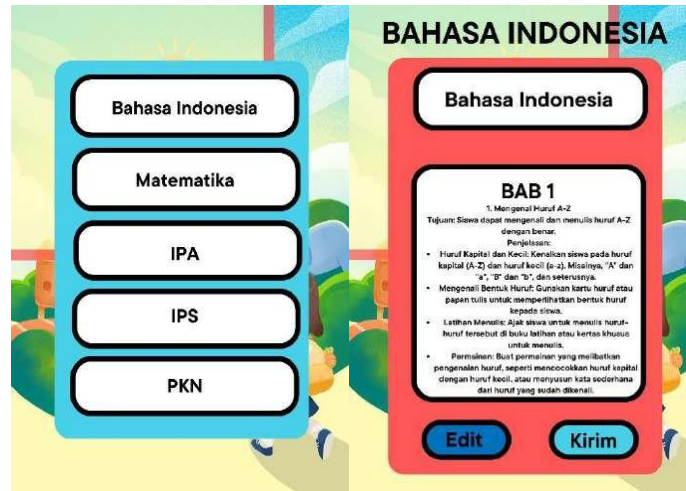 Bahasa Indonesia
Matematika
IPA
IPS
PKN
BAHASA INDONESIA
Bahasa Indonesia
BAB 1
1. Mengenal Huruf A-Z
Tujuan: Siswa dapat mengenali dan menulis huruf A-Z
dengan benar.
Penjelasan:
• Huruf Kapital dan Kecil: Kenalkan siswa pada huruf
kapital (A-Z) dan huruf kecil (a-z). Misalnya, "A" dan
"a", "B" dan "b", dan seterusnya.
• Mengenali Bentuk Huruf: Gunakan kartu huruf atau
papan tulis untuk memperlihatkan bentuk huruf
kepada siswa.
• Latihan Menulis: Ajak siswa untuk menulis huruf-
huruf tersebut di buku latihan atau kertas khusus
untuk menulis.
• Permainan: Buat permainan yang melibatkan
pengenalan huruf, seperti mencocokkan huruf kapital
dengan huruf kecil, atau menyusun kata sederhana
dari huruf yang sudah dikenali.
Edit
Kirim